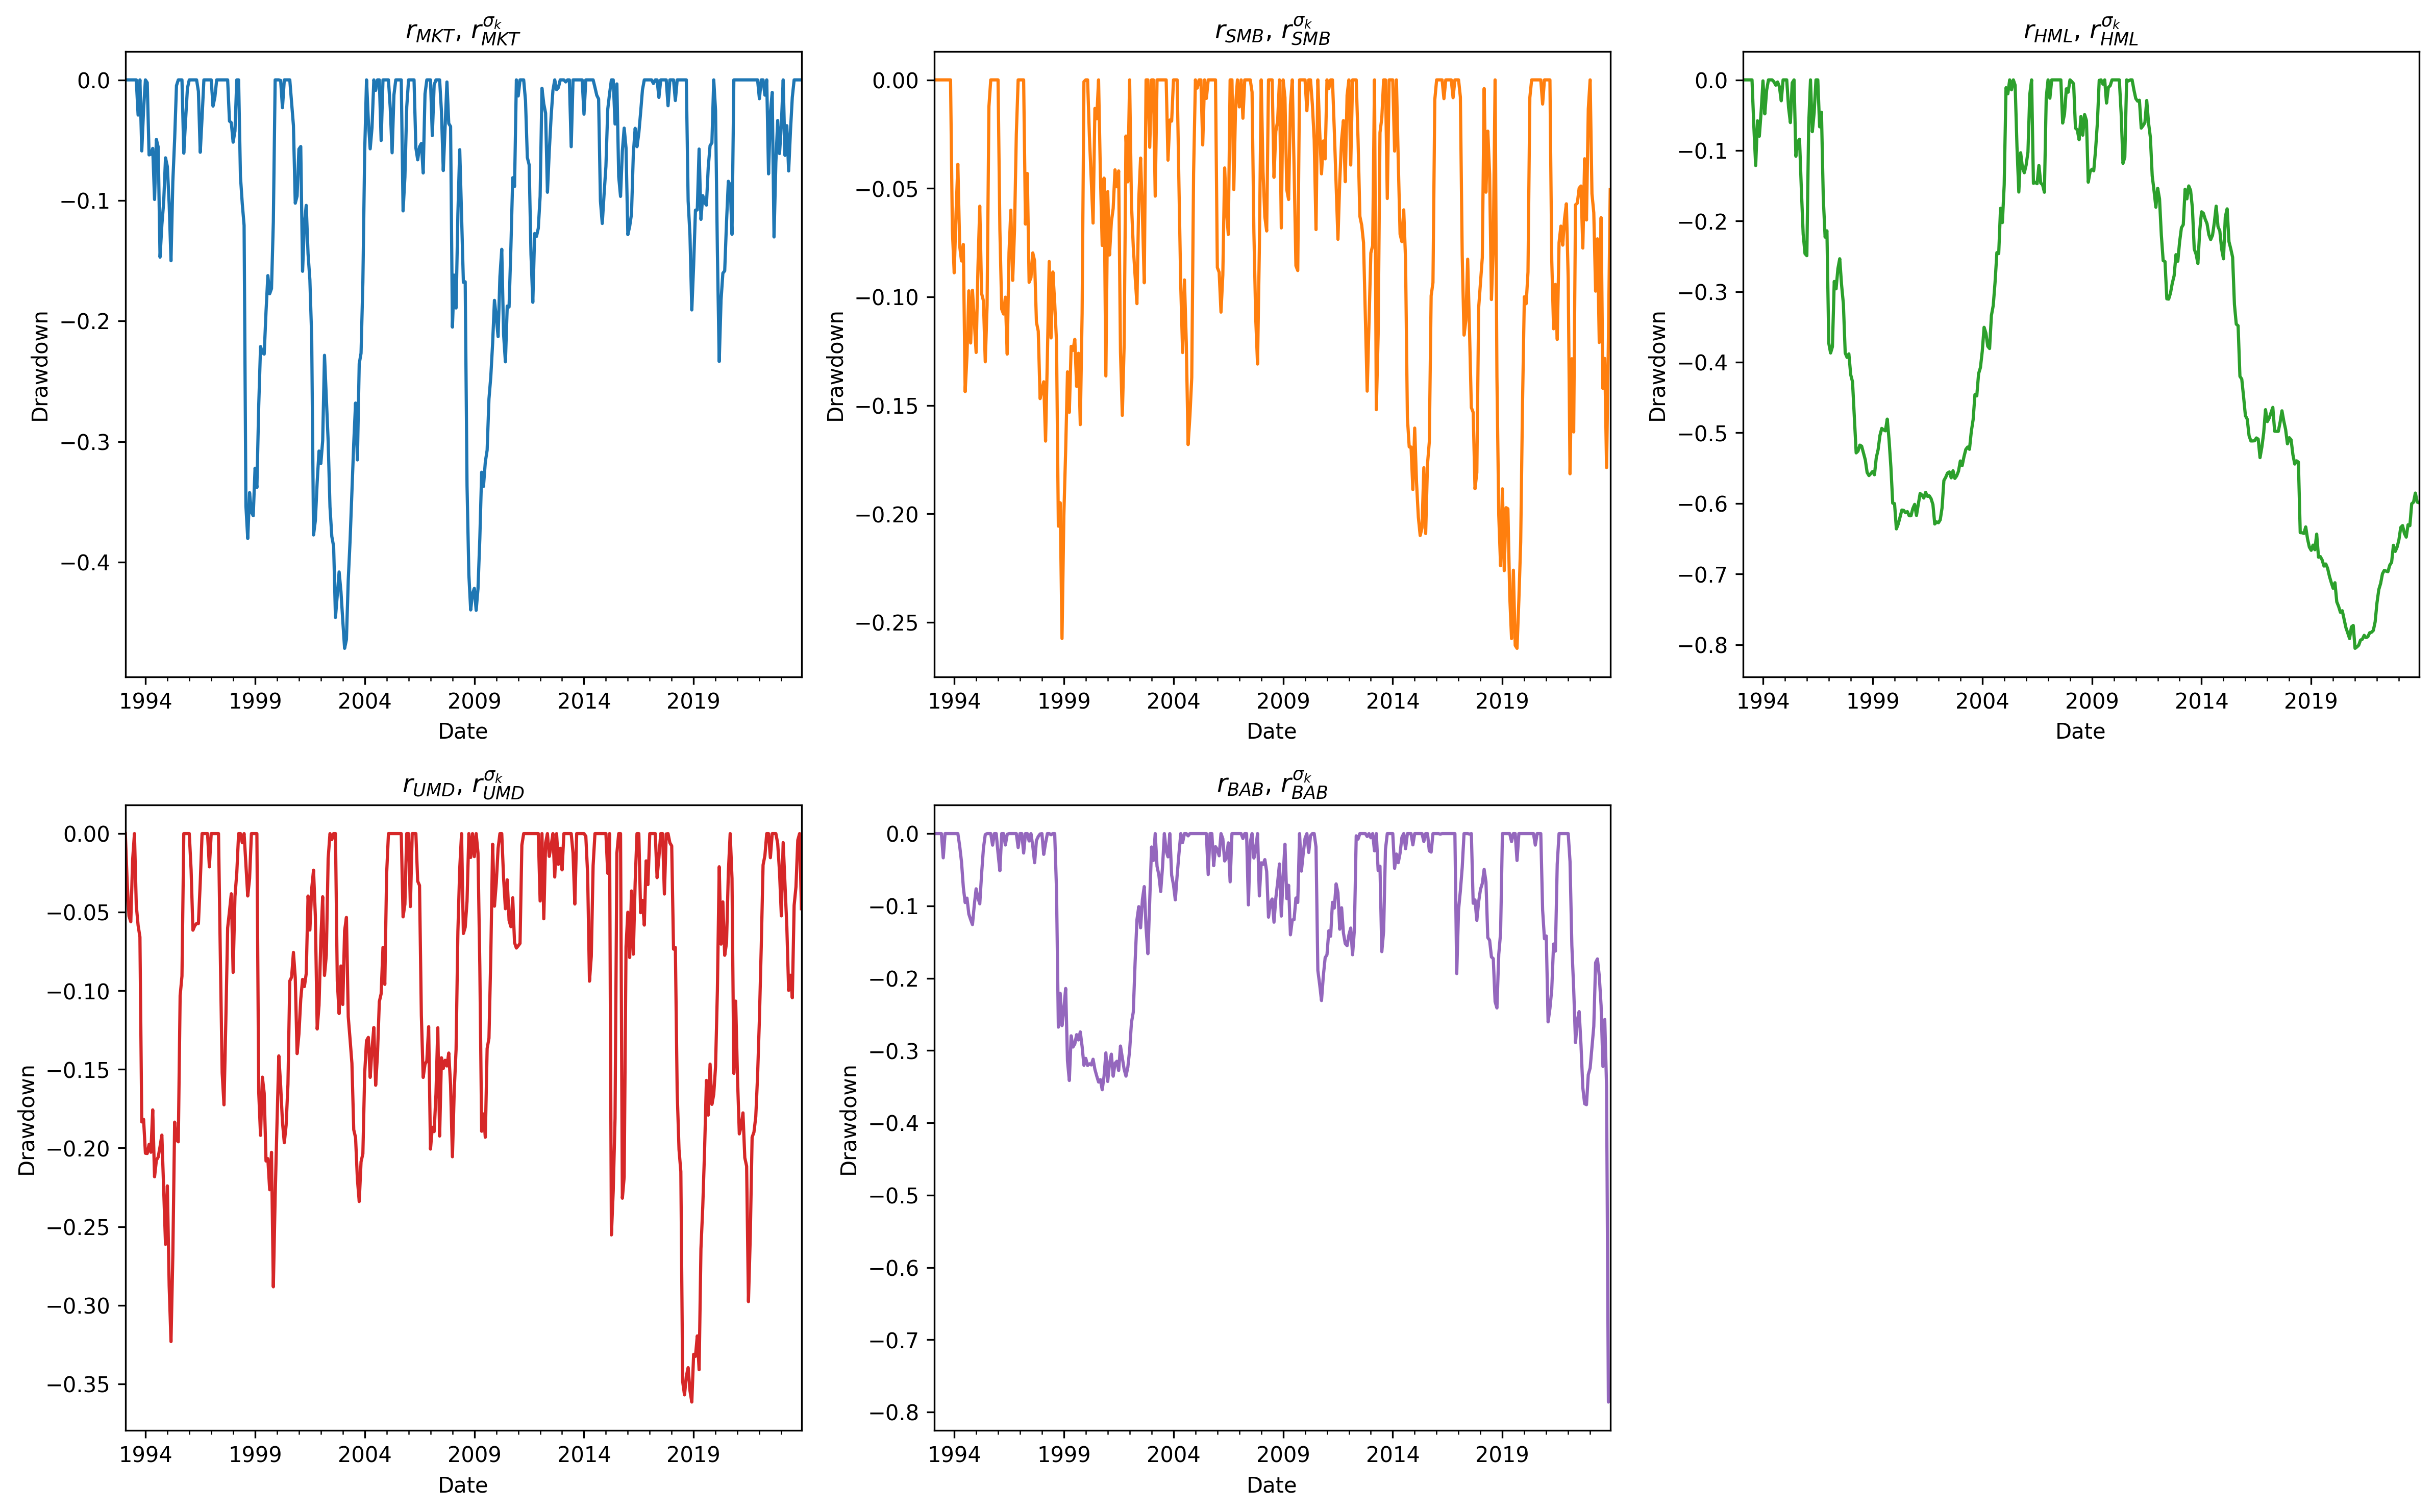 r_MKT, r_MKT^σk
0.0
−0.1
−0.2
−0.3
−0.4
Drawdown
1994 1999 2004 2009 2014 2019
Date
r_SMB, r_SMB^σk
0.00
−0.05
−0.10
−0.15
−0.20
−0.25
Drawdown
1994 1999 2004 2009 2014 2019
Date
r_HML, r_HML^σk
0.0
−0.1
−0.2
−0.3
−0.4
−0.5
−0.6
−0.7
−0.8
Drawdown
1994 1999 2004 2009 2014 2019
Date
r_UMD, r_UMD^σk
0.00
−0.05
−0.10
−0.15
−0.20
−0.25
−0.30
−0.35
Drawdown
1994 1999 2004 2009 2014 2019
Date
r_BAB, r_BAB^σk
0.0
−0.1
−0.2
−0.3
−0.4
−0.5
−0.6
−0.7
−0.8
Drawdown
1994 1999 2004 2009 2014 2019
Date